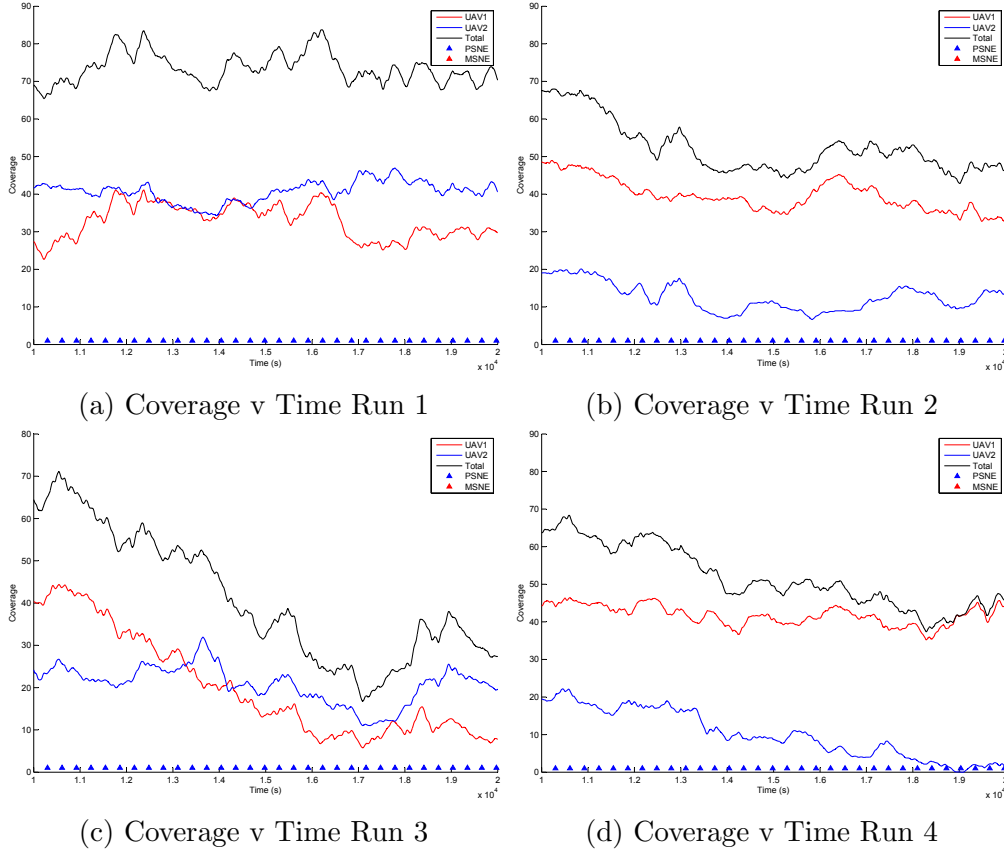 90
80
70
60
50
40
30
20
10
0
Coverage
UAV1
UAV2
Total
PSNE
MSNE
1 1.1 1.2 1.3 1.4 1.5 1.6 1.7 1.8 1.9 2
Time (s)
x 10^4
(a) Coverage v Time Run 1
90
80
70
60
50
40
30
20
10
0
Coverage
UAV1
UAV2
Total
PSNE
MSNE
1 1.1 1.2 1.3 1.4 1.5 1.6 1.7 1.8 1.9 2
Time (s)
x 10^4
(b) Coverage v Time Run 2
80
70
60
50
40
30
20
10
0
Coverage
UAV1
UAV2
Total
PSNE
MSNE
1 1.1 1.2 1.3 1.4 1.5 1.6 1.7 1.8 1.9 2
Time (s)
x 10^4
(c) Coverage v Time Run 3
90
80
70
60
50
40
30
20
10
0
Coverage
UAV1
UAV2
Total
PSNE
MSNE
1 1.1 1.2 1.3 1.4 1.5 1.6 1.7 1.8 1.9 2
Time (s)
x 10^4
(d) Coverage v Time Run 4